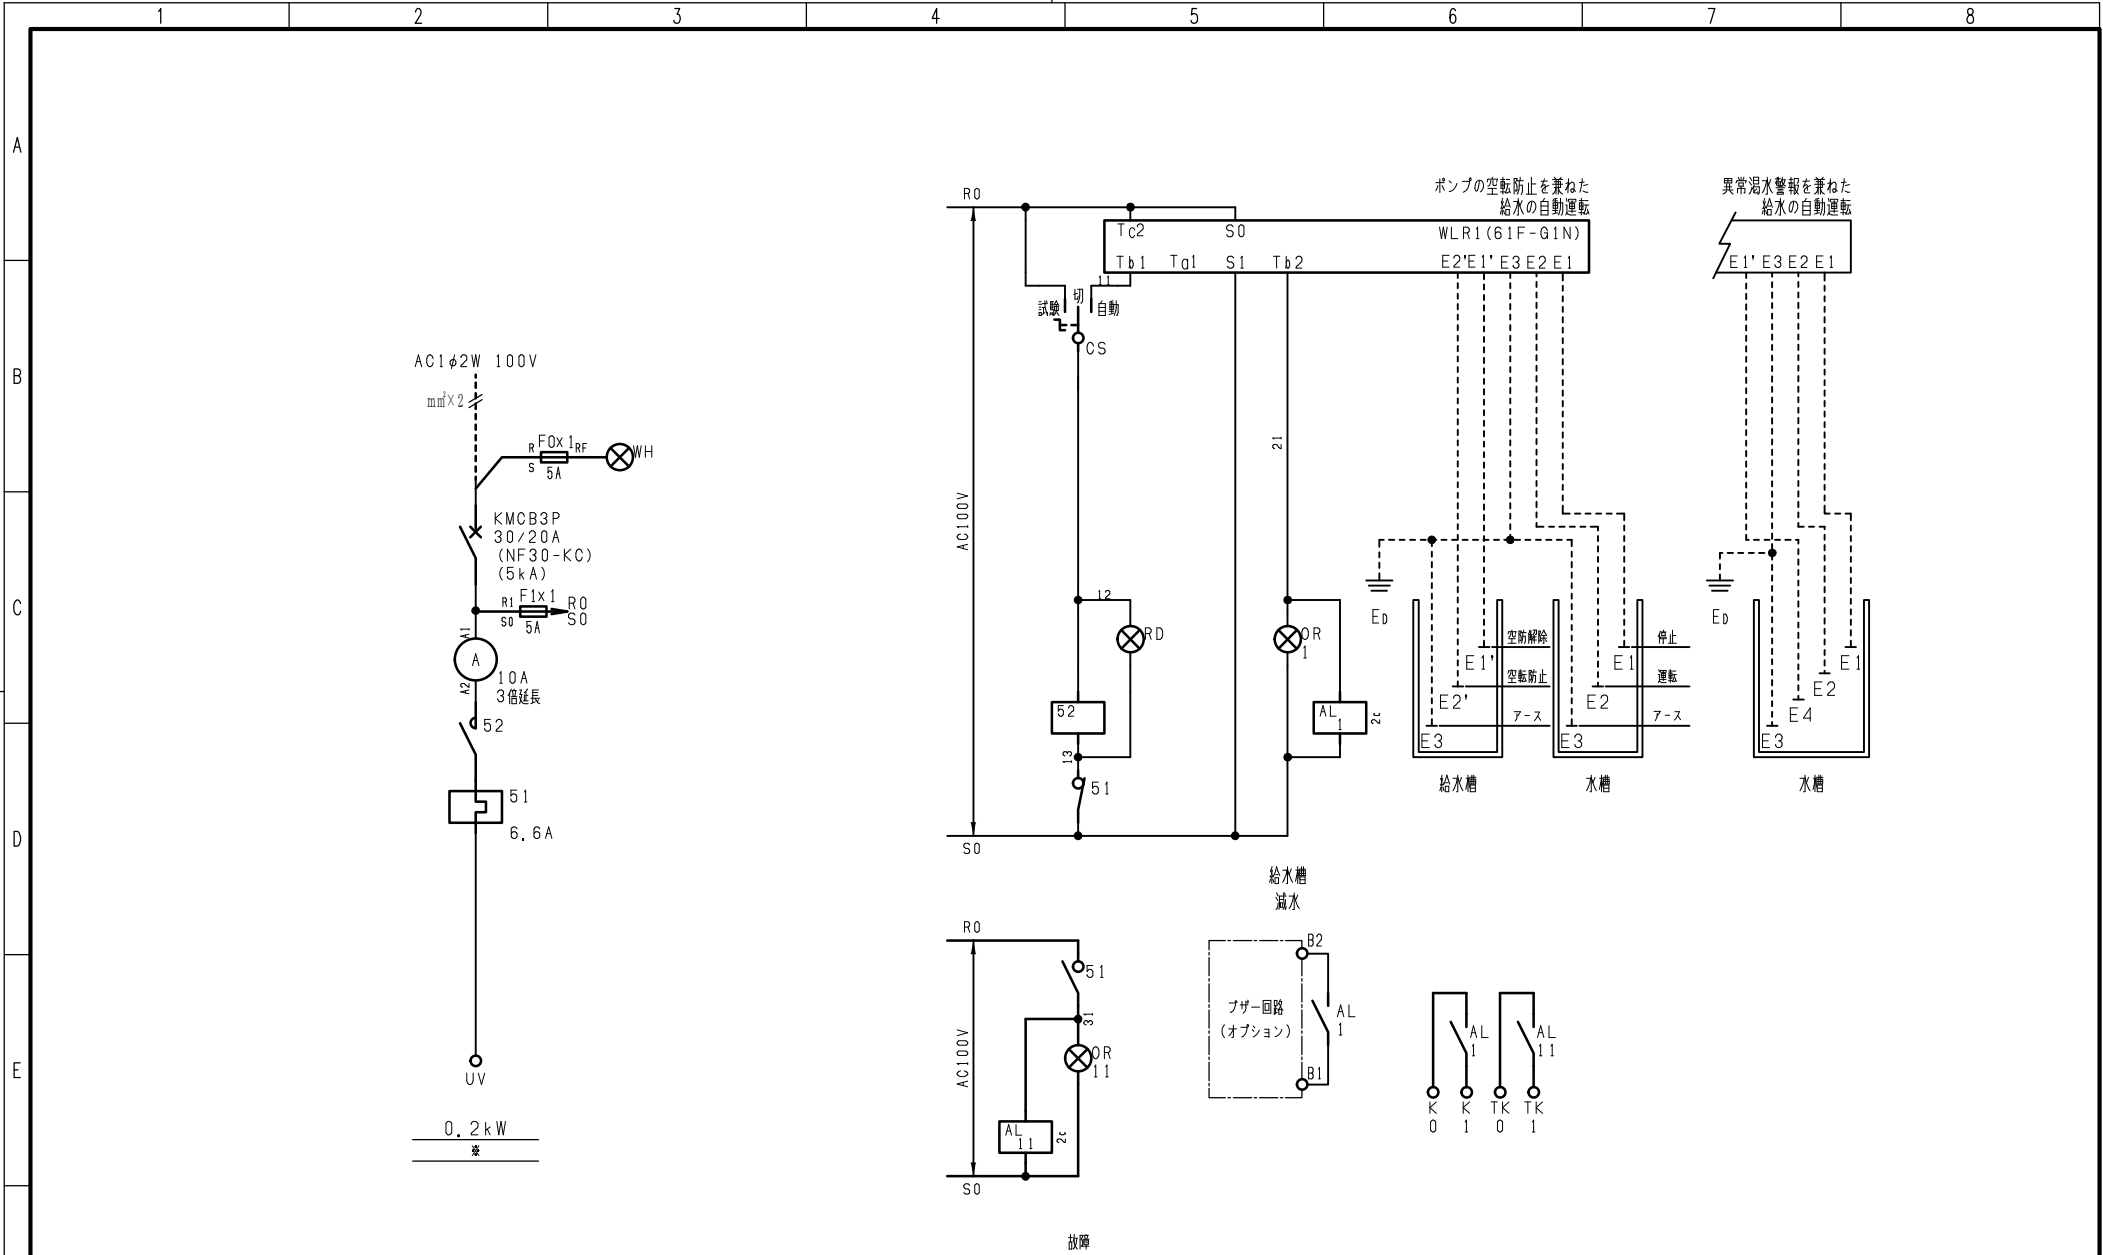 1 2 3 4 5 6 7 8
A
B
C
D
E
AC1φ2W 100V
mm²×2
R F0×1 RF
S 5A
WH
KMCB3P
30/20A
(NF30-KC)
(5kA)
R1 F1×1 R0
S0 5A S0
A1
A
A2
10A
3倍延長
52
51
6.6A
UV
0.2kW
※
R0
AC100V
S0
ポンプの空転防止を兼ねた
給水の自動運転
Tc2 S0 WLR1(61F-G1N)
Tb1 Ta1 S1 Tb2 E2' E1' E3 E2 E1
11
試験 切 自動
CS
21
12
RD
52
13
51
OR
1
AL
1
2c
ED
空防解除
E1'
空転防止
E2'
アース
E3
給水槽
停止
E1
運転
E2
アース
E3
水槽
異常渇水警報を兼ねた
給水の自動運転
E1' E3 E2 E1
ED
E1
E2
E4
E3
水槽
給水槽
減水
R0
AC100V
S0
51
31
OR
11
AL
11
2c
故障
B2
ブザー回路
(オプション)
AL
1
B1
AL
1
AL
11
K K TK TK
0 1 0 1